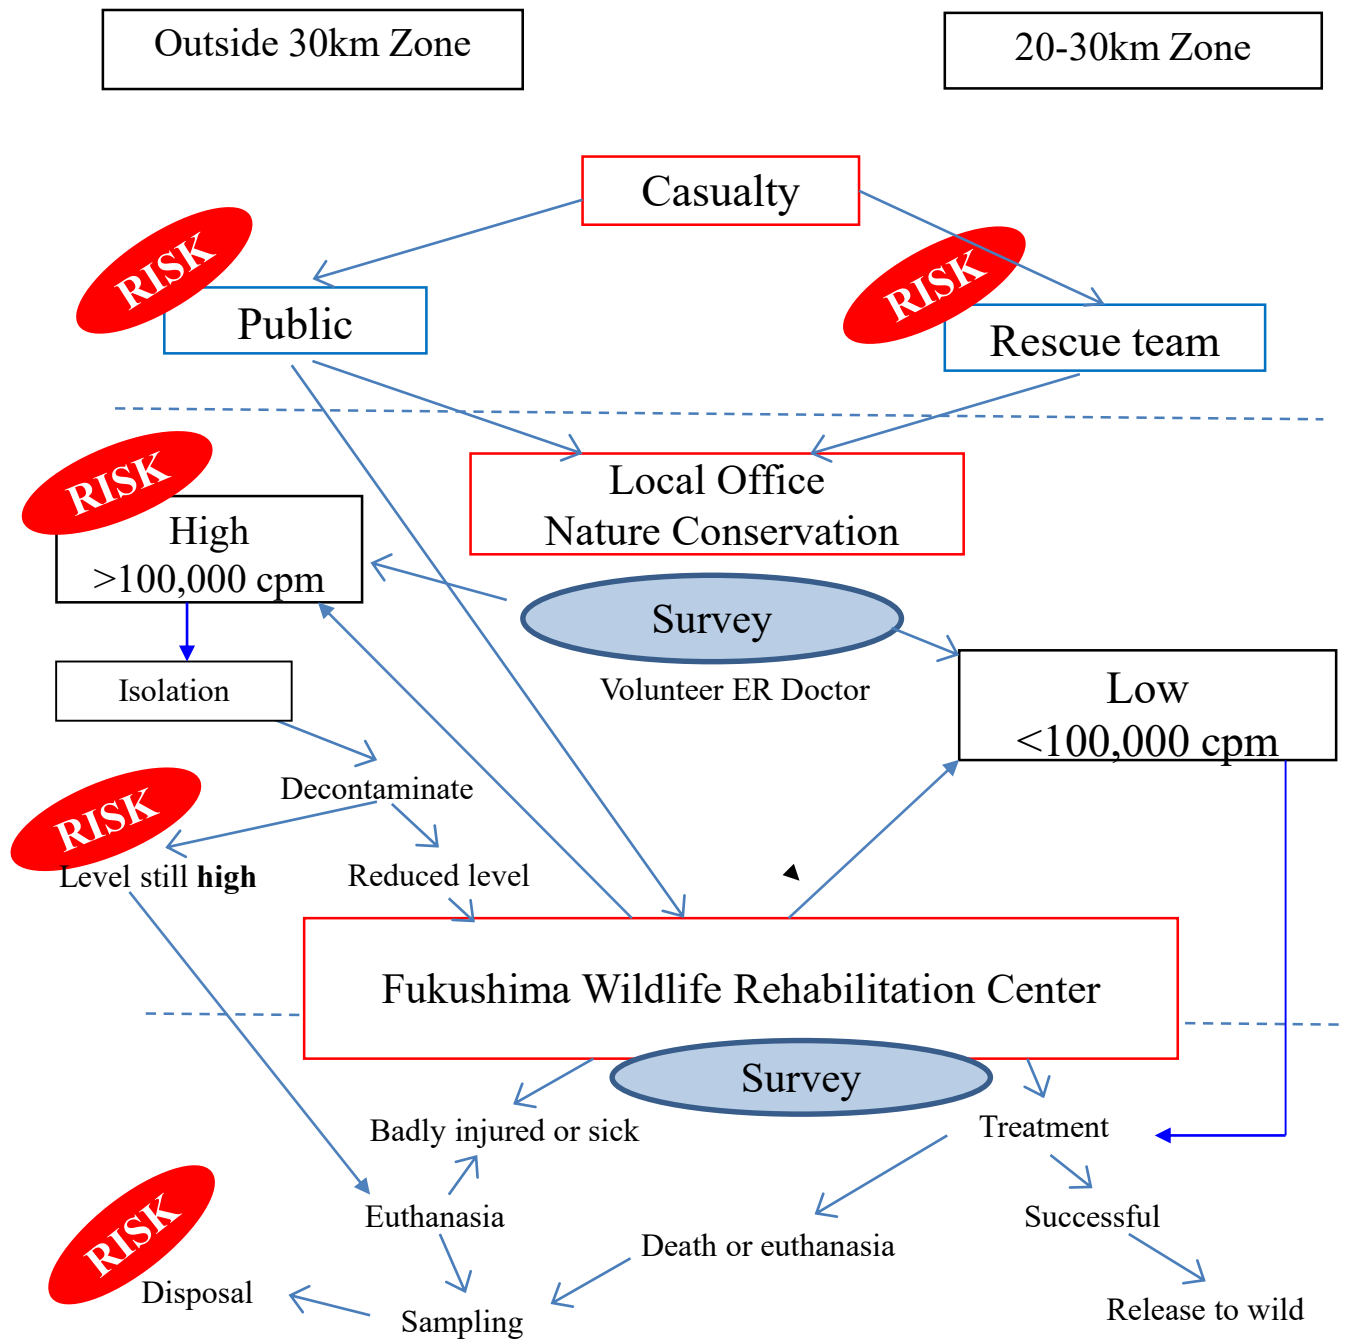 Outside 30km Zone
20-30km Zone
Casualty
RISK
RISK
Public
Rescue team
RISK
Local Office
Nature Conservation
High
>100,000 cpm
Survey
Volunteer ER Doctor
Isolation
Low
<100,000 cpm
Decontaminate
RISK
Level still high
Reduced level
Fukushima Wildlife Rehabilitation Center
Survey
Badly injured or sick
Treatment
Euthanasia
Successful
RISK
Death or euthanasia
Disposal
Sampling
Release to wild